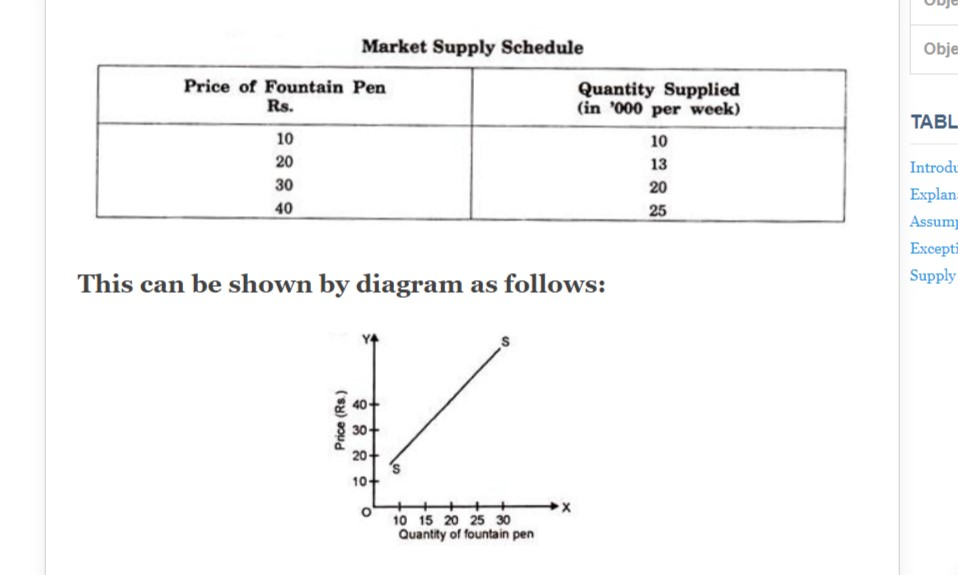 Obje
Obje
Market Supply Schedule
Price of Fountain Pen
Rs.
Quantity Supplied
(in '000 per week)
10 10
20 13
30 20
40 25
TABL
Introdu
Explan
Assum
Excepti
Supply
This can be shown by diagram as follows:
Y
S
Price (Rs.)
40
30
20
10
S
O
X
10 15 20 25 30
Quantity of fountain pen